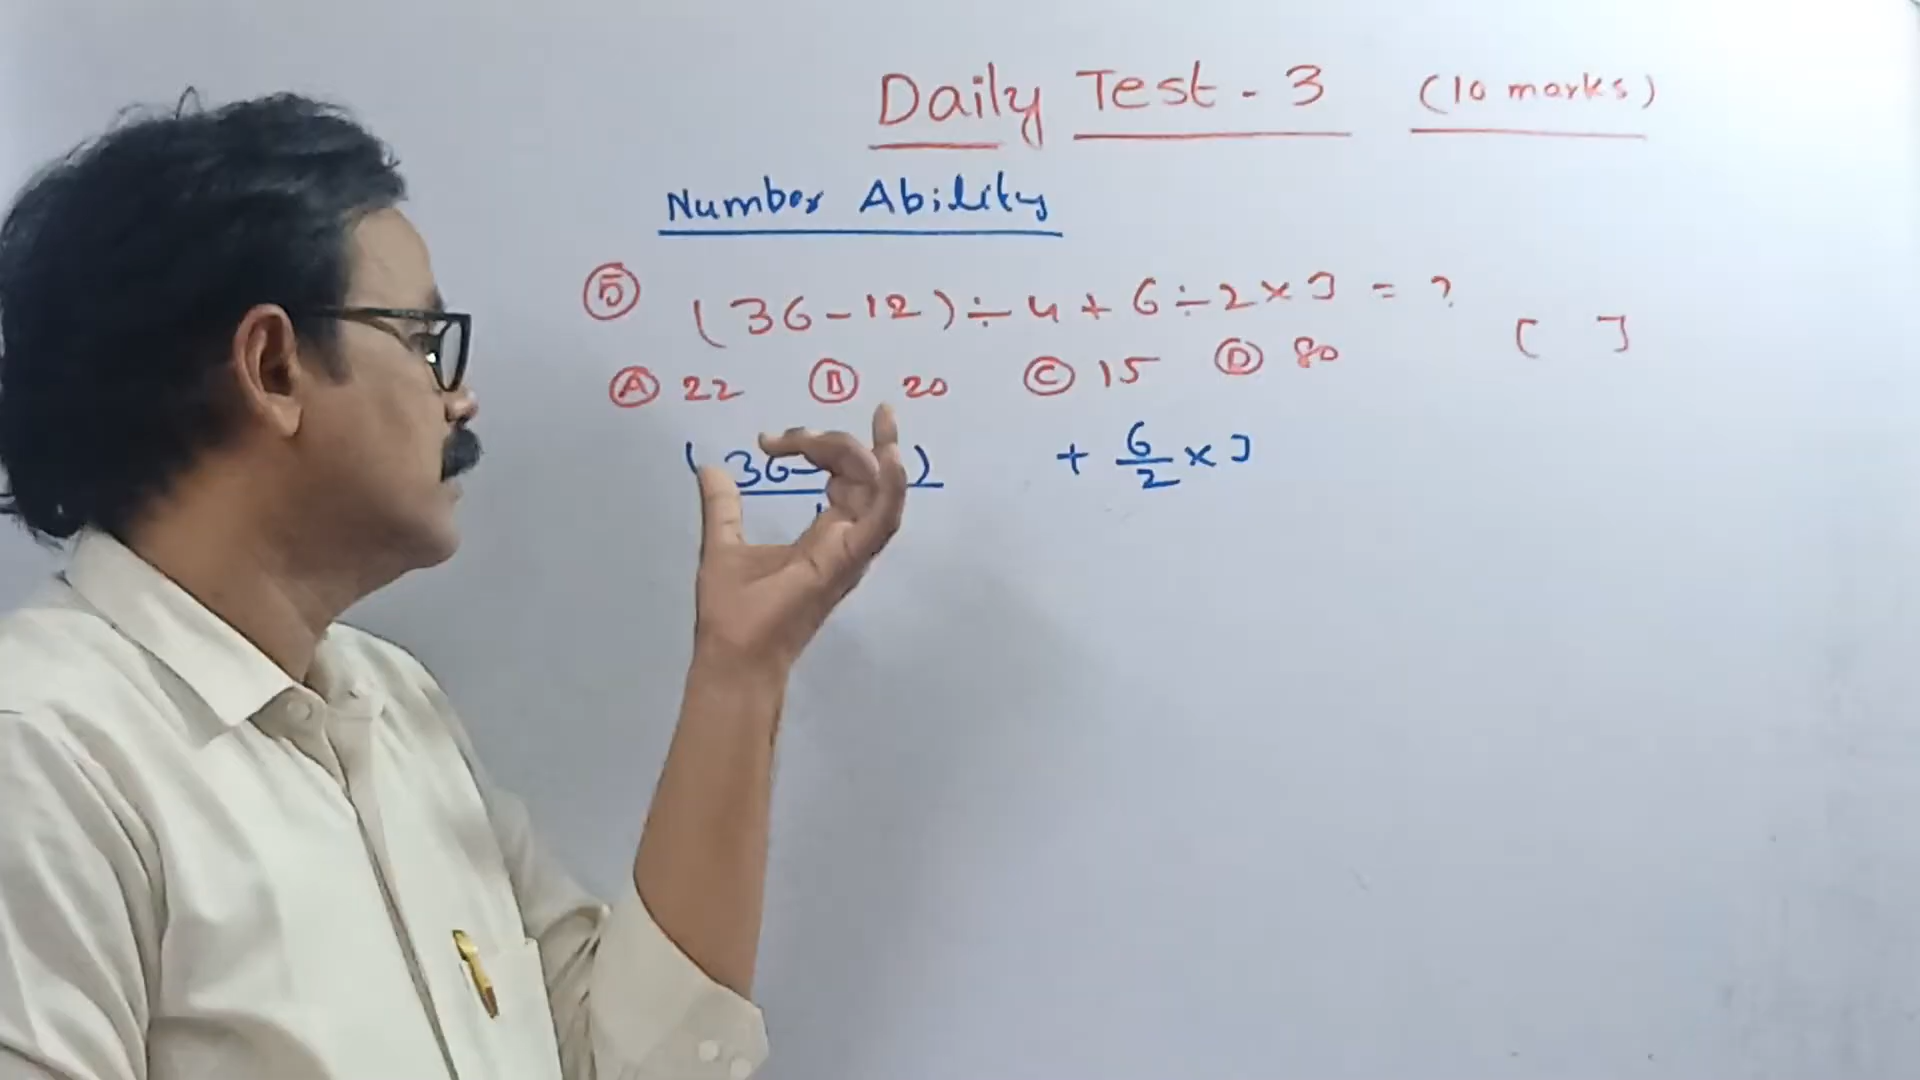 Daily Test - 3 (10 marks)
Number Ability
5 (36-12) ÷ 4 + 6 ÷ 2 × 3 = ?
A 22 B 20 C 15 D 80 [ ]
(36- ) + 6/2 × 3